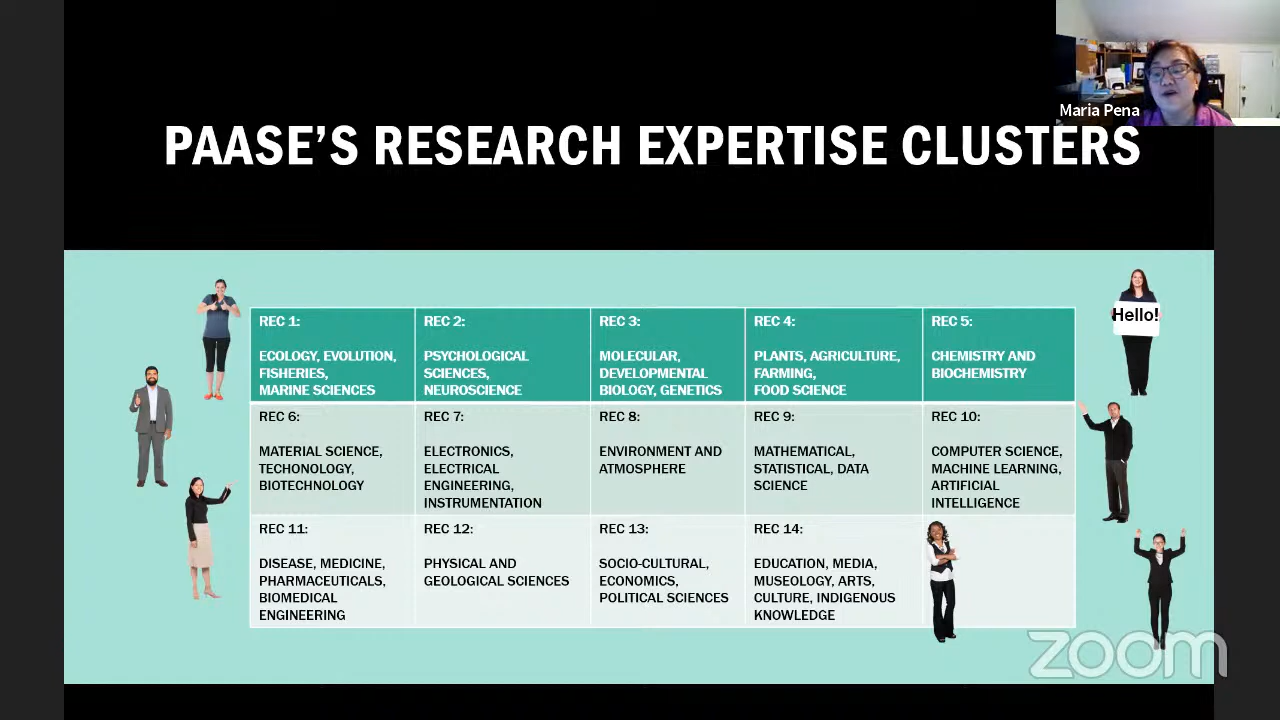 Maria Pena
PAASE'S RESEARCH EXPERTISE CLUSTERS
Hello!
REC 1:
ECOLOGY, EVOLUTION,
FISHERIES,
MARINE SCIENCES
REC 2:
PSYCHOLOGICAL
SCIENCES,
NEUROSCIENCE
REC 3:
MOLECULAR,
DEVELOPMENTAL
BIOLOGY, GENETICS
REC 4:
PLANTS, AGRICULTURE,
FARMING,
FOOD SCIENCE
REC 5:
CHEMISTRY AND
BIOCHEMISTRY
REC 6:
MATERIAL SCIENCE,
TECHONOLOGY,
BIOTECHNOLOGY
REC 7:
ELECTRONICS,
ELECTRICAL
ENGINEERING,
INSTRUMENTATION
REC 8:
ENVIRONMENT AND
ATMOSPHERE
REC 9:
MATHEMATICAL,
STATISTICAL, DATA
SCIENCE
REC 10:
COMPUTER SCIENCE,
MACHINE LEARNING,
ARTIFICIAL
INTELLIGENCE
REC 11:
DISEASE, MEDICINE,
PHARMACEUTICALS,
BIOMEDICAL
ENGINEERING
REC 12:
PHYSICAL AND
GEOLOGICAL SCIENCES
REC 13:
SOCIO-CULTURAL,
ECONOMICS,
POLITICAL SCIENCES
REC 14:
EDUCATION, MEDIA,
MUSEOLOGY, ARTS,
CULTURE, INDIGENOUS
KNOWLEDGE
zoom